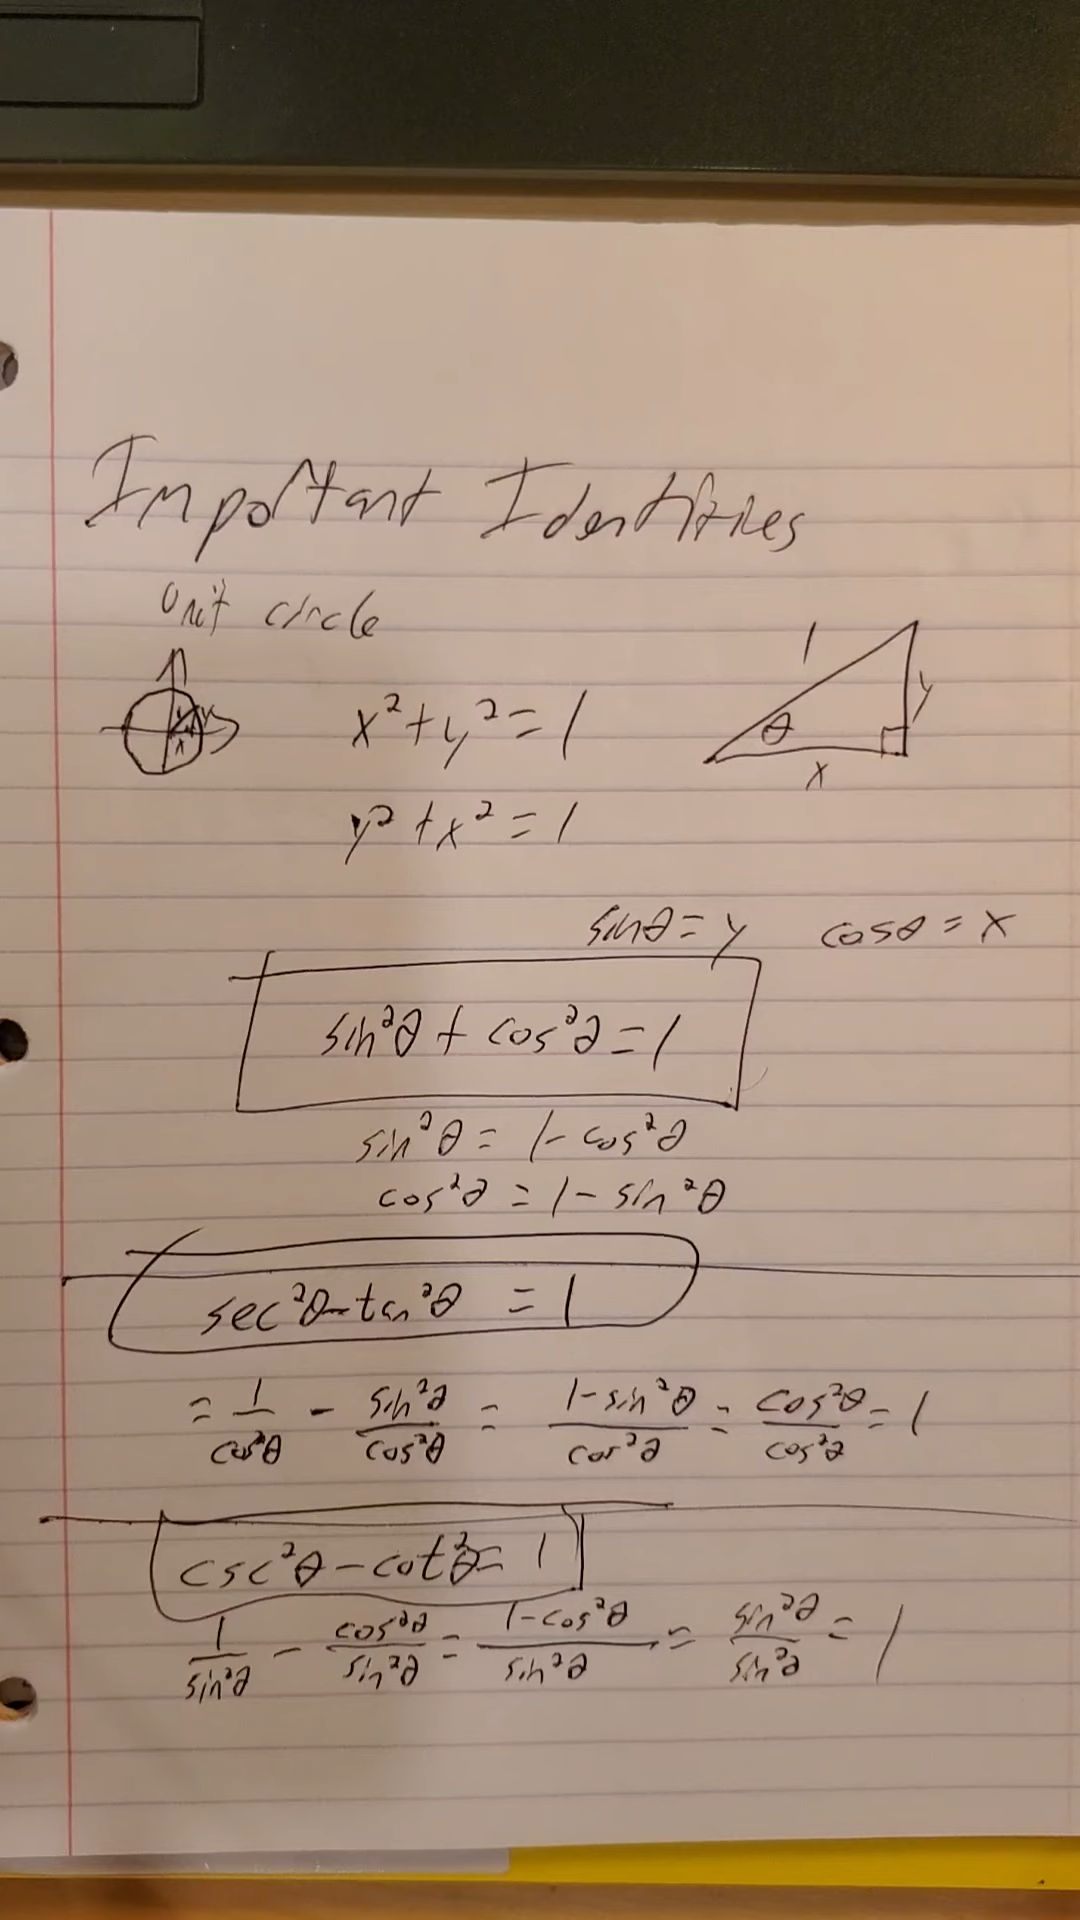 Important Identities
unit circle
1
y
θ
x
y
x
x²+y²=1
y²+x²=1
sinθ=y cosθ=x
sin²θ+cos²θ=1
sin²θ=1-cos²θ
cos²θ=1-sin²θ
sec²θ-tan²θ=1
=1/cos²θ - sin²θ/cos²θ = 1-sin²θ/cos²θ = cos²θ/cos²θ = 1
csc²θ-cot²θ=1
1/sin²θ - cos²θ/sin²θ = 1-cos²θ/sin²θ = sin²θ/sin²θ = 1